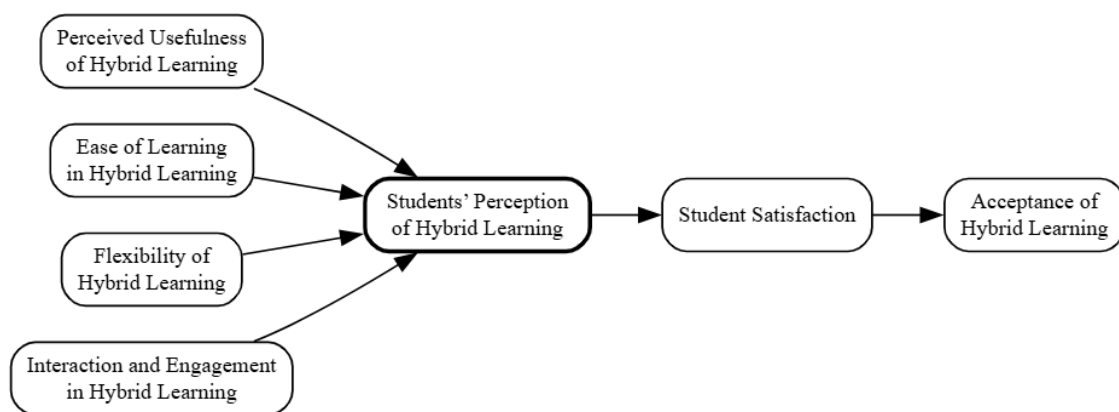 Perceived Usefulness
of Hybrid Learning
Ease of Learning
in Hybrid Learning
Flexibility of
Hybrid Learning
Interaction and Engagement
in Hybrid Learning
Students’ Perception
of Hybrid Learning
Student Satisfaction
Acceptance of
Hybrid Learning